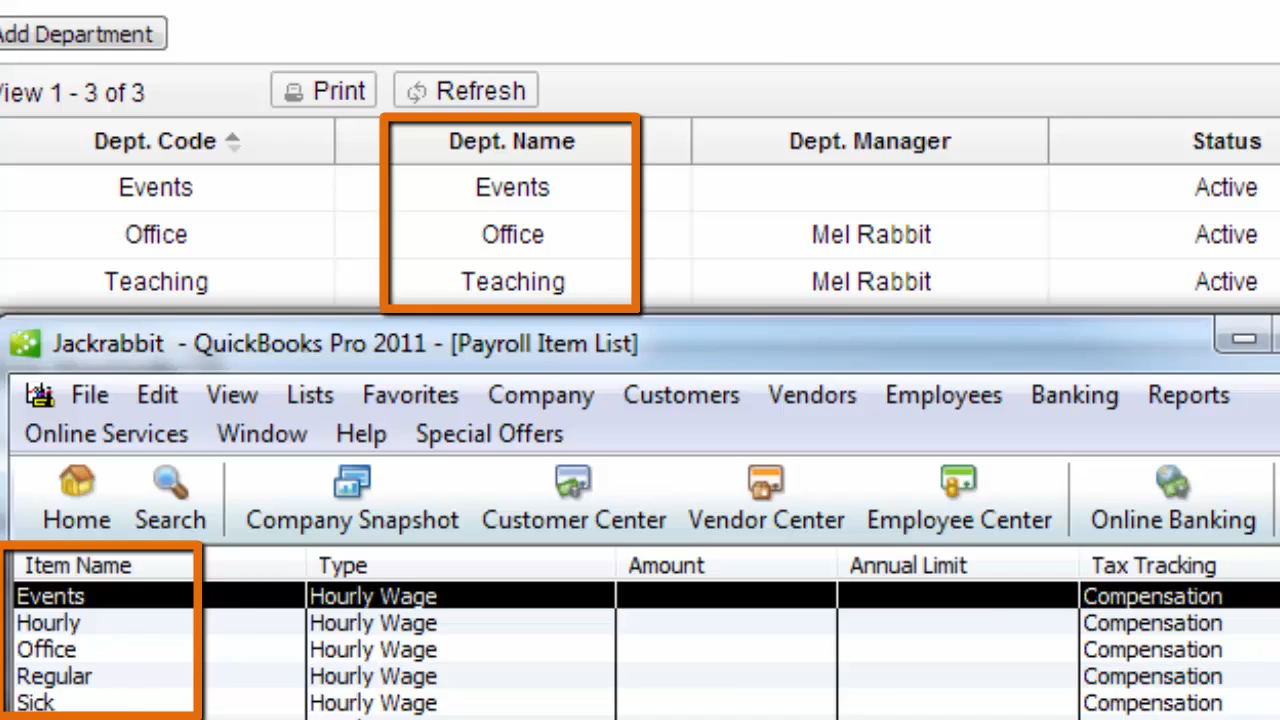 Add Department
View 1 - 3 of 3 Print Refresh
Dept. Code Dept. Name Dept. Manager Status
Events Events Active
Office Office Mel Rabbit Active
Teaching Teaching Mel Rabbit Active
Jackrabbit - QuickBooks Pro 2011 - [Payroll Item List]
File Edit View Lists Favorites Company Customers Vendors Employees Banking Reports
Online Services Window Help Special Offers
Home Search Company Snapshot Customer Center Vendor Center Employee Center Online Banking
Item Name Type Amount Annual Limit Tax Tracking
Events Hourly Wage Compensation
Hourly Hourly Wage Compensation
Office Hourly Wage Compensation
Regular Hourly Wage Compensation
Sick Hourly Wage Compensation